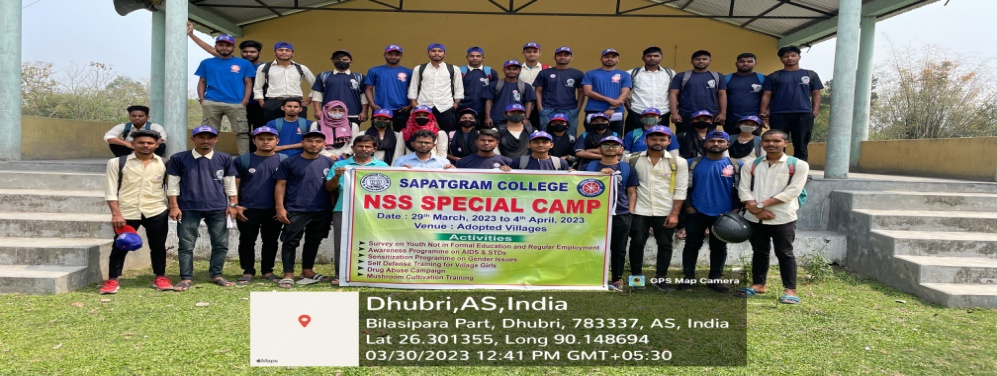 SAPATGRAM COLLEGE
NSS SPECIAL CAMP
Date : 29th March, 2023 to 4th April, 2023
Venue : Adopted Villages
Activities
Survey on Youth Not in Formal Education and Regular Employment
Awareness Programme on AIDS & STDs
Sensitization Programme on Gender Issues
Self Defense Training for Village Girls
Drug Abuse Campaign
Mushroom Cultivation Training
GPS Map Camera
Maps
Dhubri,AS,India
Bilasipara Part, Dhubri, 783337, AS, India
Lat 26.301355, Long 90.148694
03/30/2023 12:41 PM GMT+05:30